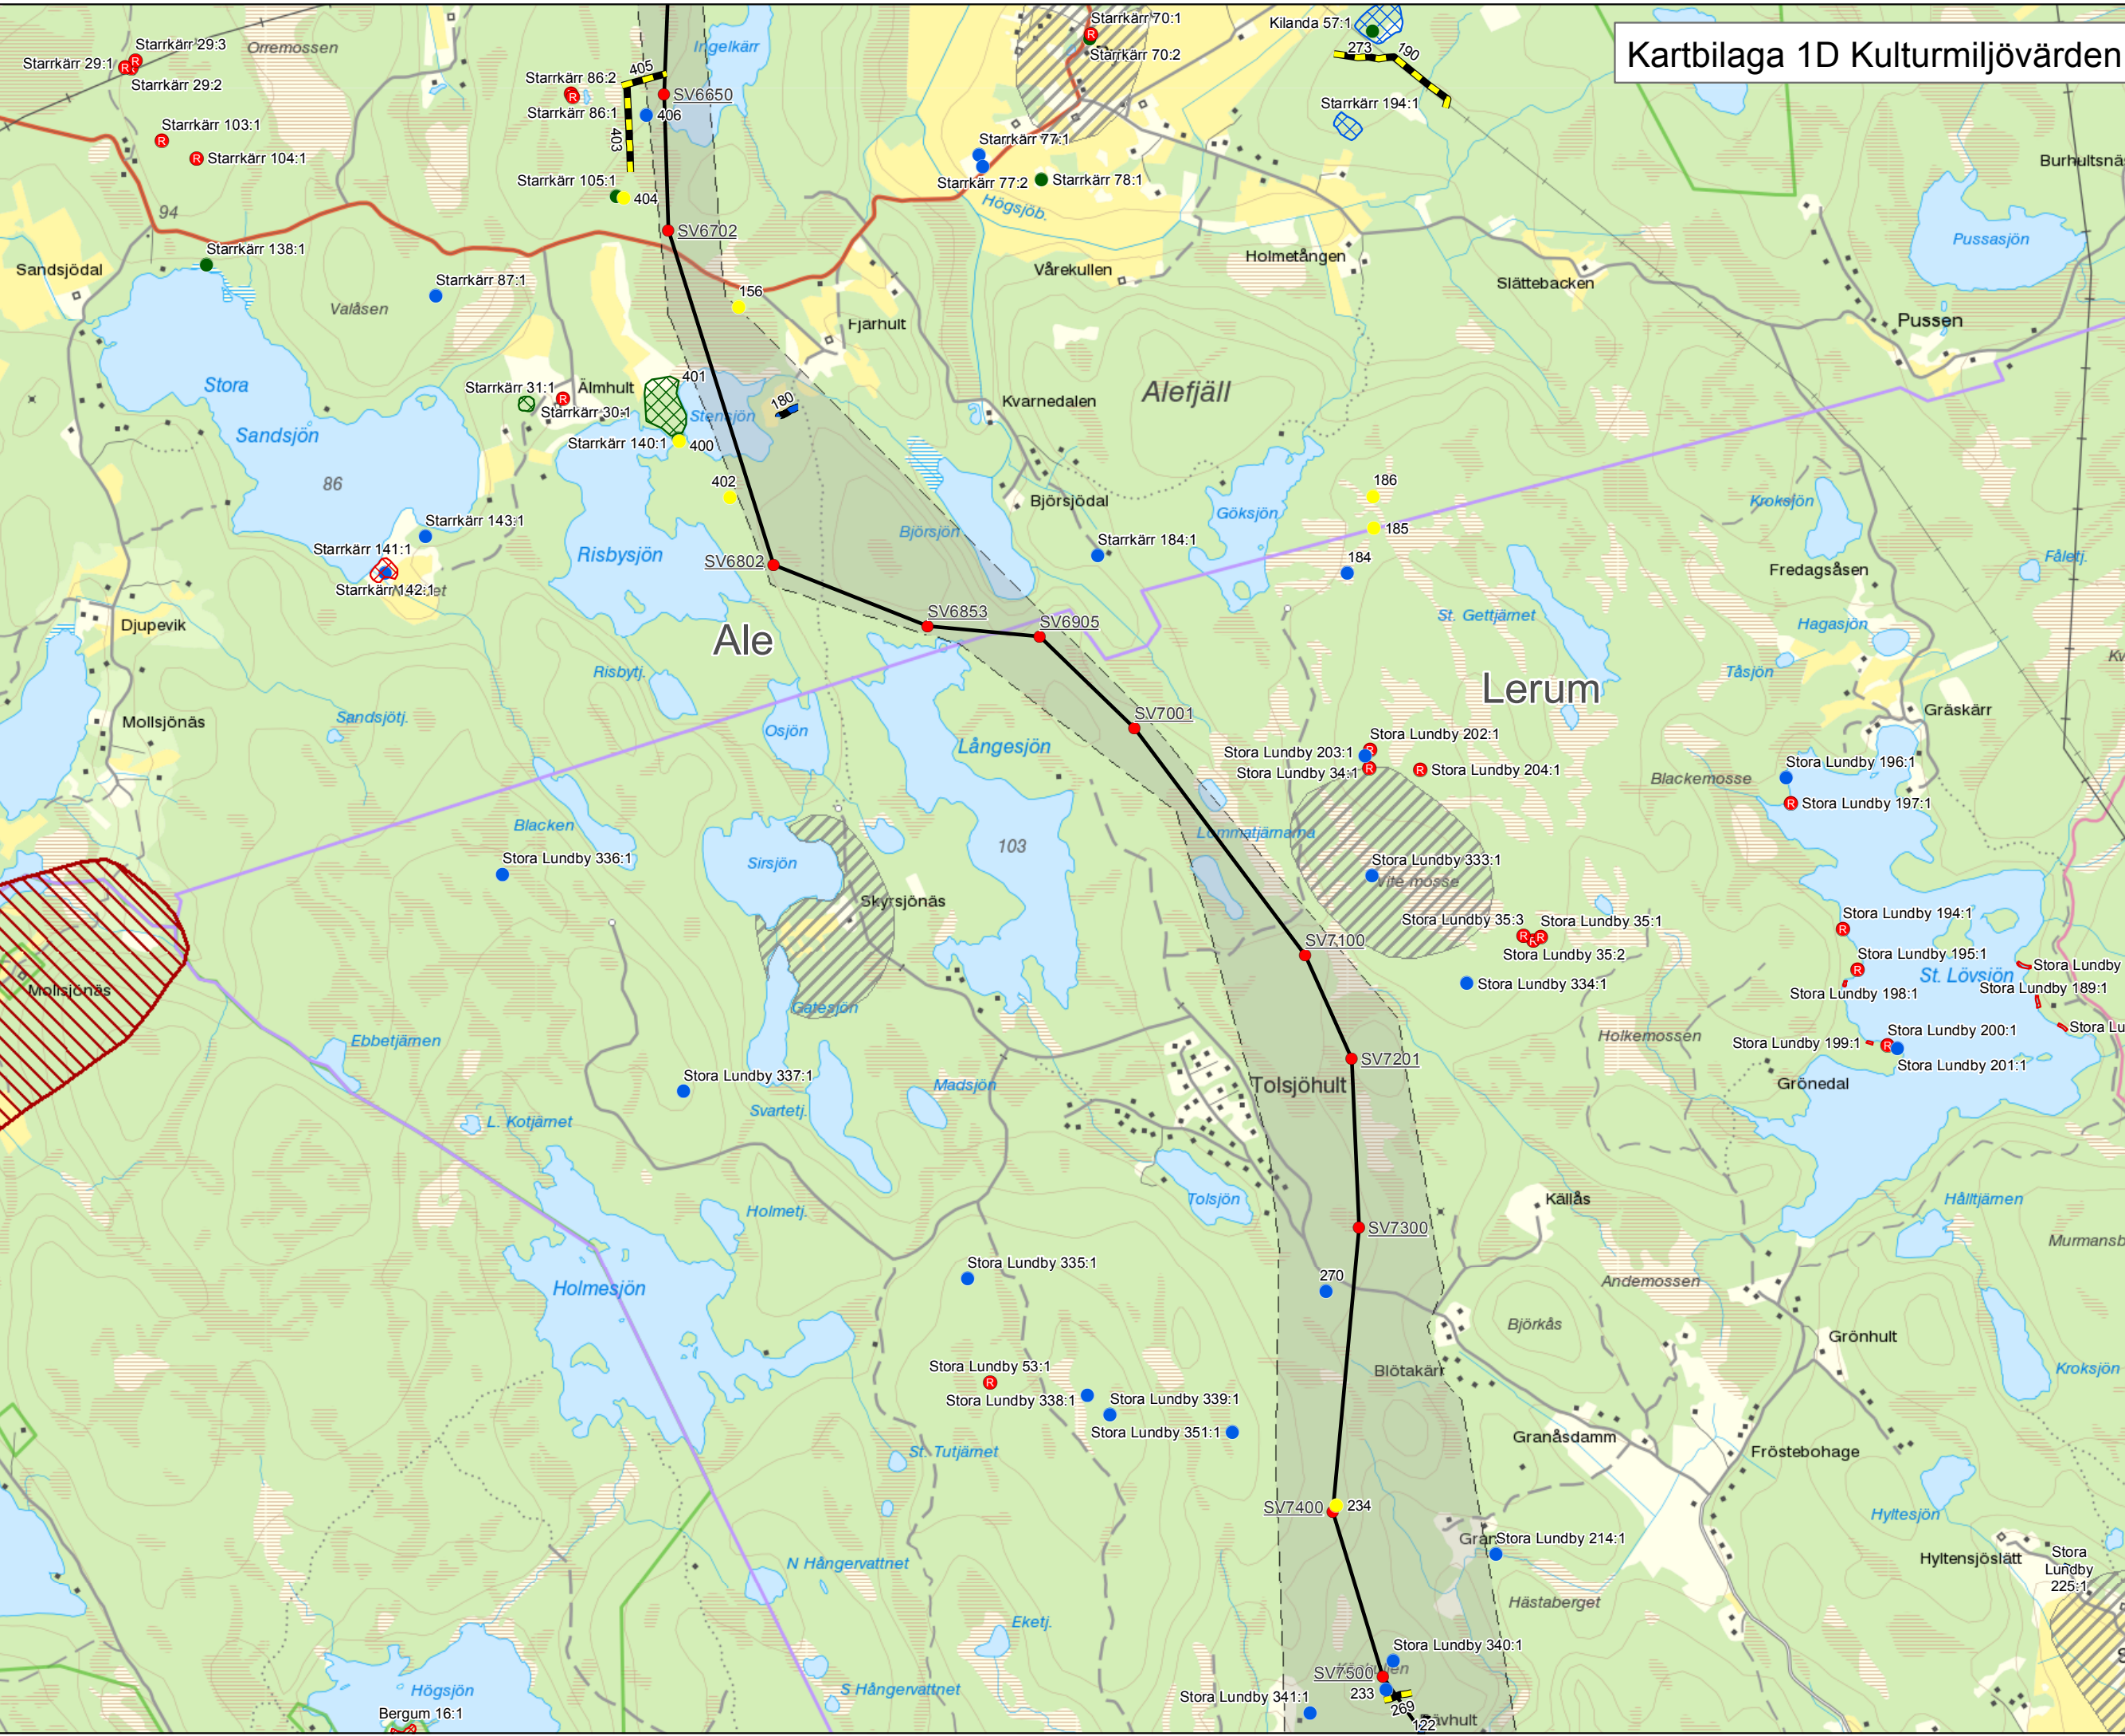 Kartbilaga 1D Kulturmiljövärden
Starrkärr 29:3
Starrkärr 29:1
Starrkärr 29:2
Orremossen
Starrkärr 103:1
Starrkärr 104:1
94
Starrkärr 138:1
Sandsjödal
Valåsen
Starrkärr 87:1
Starrkärr 86:2
Starrkärr 86:1
405
403
SV6650
406
Ingelkärr
Starrkärr 105:1
404
SV6702
156
Starrkärr 70:1
Starrkärr 70:2
Starrkärr 77:1
Starrkärr 77:2
Starrkärr 78:1
Högsjöb.
Kilanda 57:1
273
190
Starrkärr 194:1
Burhultsnä
Pussasjön
Vårekullen
Holmetången
Slättebacken
Pussen
Fjärhult
Stora
Sandsjön
86
Starrkärr 31:1
Älmhult
Starrkärr 30:1
401
Stensjön
180
Starrkärr 140:1
400
402
Kvarnedalen
Alefjäll
Björsjödal
Björsjön
Göksjön
186
185
184
Starrkärr 184:1
Kroksjön
Fåletj.
Fredagsåsen
Hagasjön
Tåsjön
Gräskärr
Kv
Starrkärr 143:1
Starrkärr 141:1
Starrkärr 142:1
Risbysjön
SV6802
SV6853
SV6905
SV7001
Ale
Lerum
St. Gettjärnet
Djupevik
Mollsjönäs
Sandsjötj.
Risbytj.
Osjön
Långesjön
Blacken
Stora Lundby 336:1
Sirsjön
Skyrsjönäs
103
Lommatjärnarna
Stora Lundby 202:1
Stora Lundby 203:1
Stora Lundby 34:1
Stora Lundby 204:1
Stora Lundby 333:1
Vite mosse
Stora Lundby 35:3
Stora Lundby 35:1
Stora Lundby 35:2
Stora Lundby 334:1
Blackemosse
Stora Lundby 196:1
Stora Lundby 197:1
Stora Lundby 194:1
Stora Lundby 195:1
St. Lövsjön
Stora Lundby
Stora Lundby 198:1
Stora Lundby 189:1
Stora Lu
Stora Lundby 200:1
Stora Lundby 199:1
Stora Lundby 201:1
Grönedal
Holkemossen
Mollsjönäs
Ebbetjärnen
Gatesjön
SV7100
SV7201
Tolsjöhult
Stora Lundby 337:1
Svartetj.
Madsjön
L. Kotjärnet
Tolsjön
Källås
Hålltjärnen
Murmansb
Holmetj.
SV7300
Holmesjön
Stora Lundby 335:1
270
Andemossen
Björkås
Grönhult
Kroksjön
Blötakärr
Stora Lundby 53:1
Stora Lundby 338:1
Stora Lundby 339:1
Stora Lundby 351:1
Granåsdamm
Fröstebohage
St. Tutjärnet
SV7400
234
Hyltesjön
Gran
Stora Lundby 214:1
N Hångervattnet
Hyltensjöslätt
Stora
Lundby
225:1
Hästaberget
Eketj.
Stora Lundby 340:1
SV7500
233
Stora Lundby 341:1
269
122
S Hångervattnet
Högsjön
Bergum 16:1